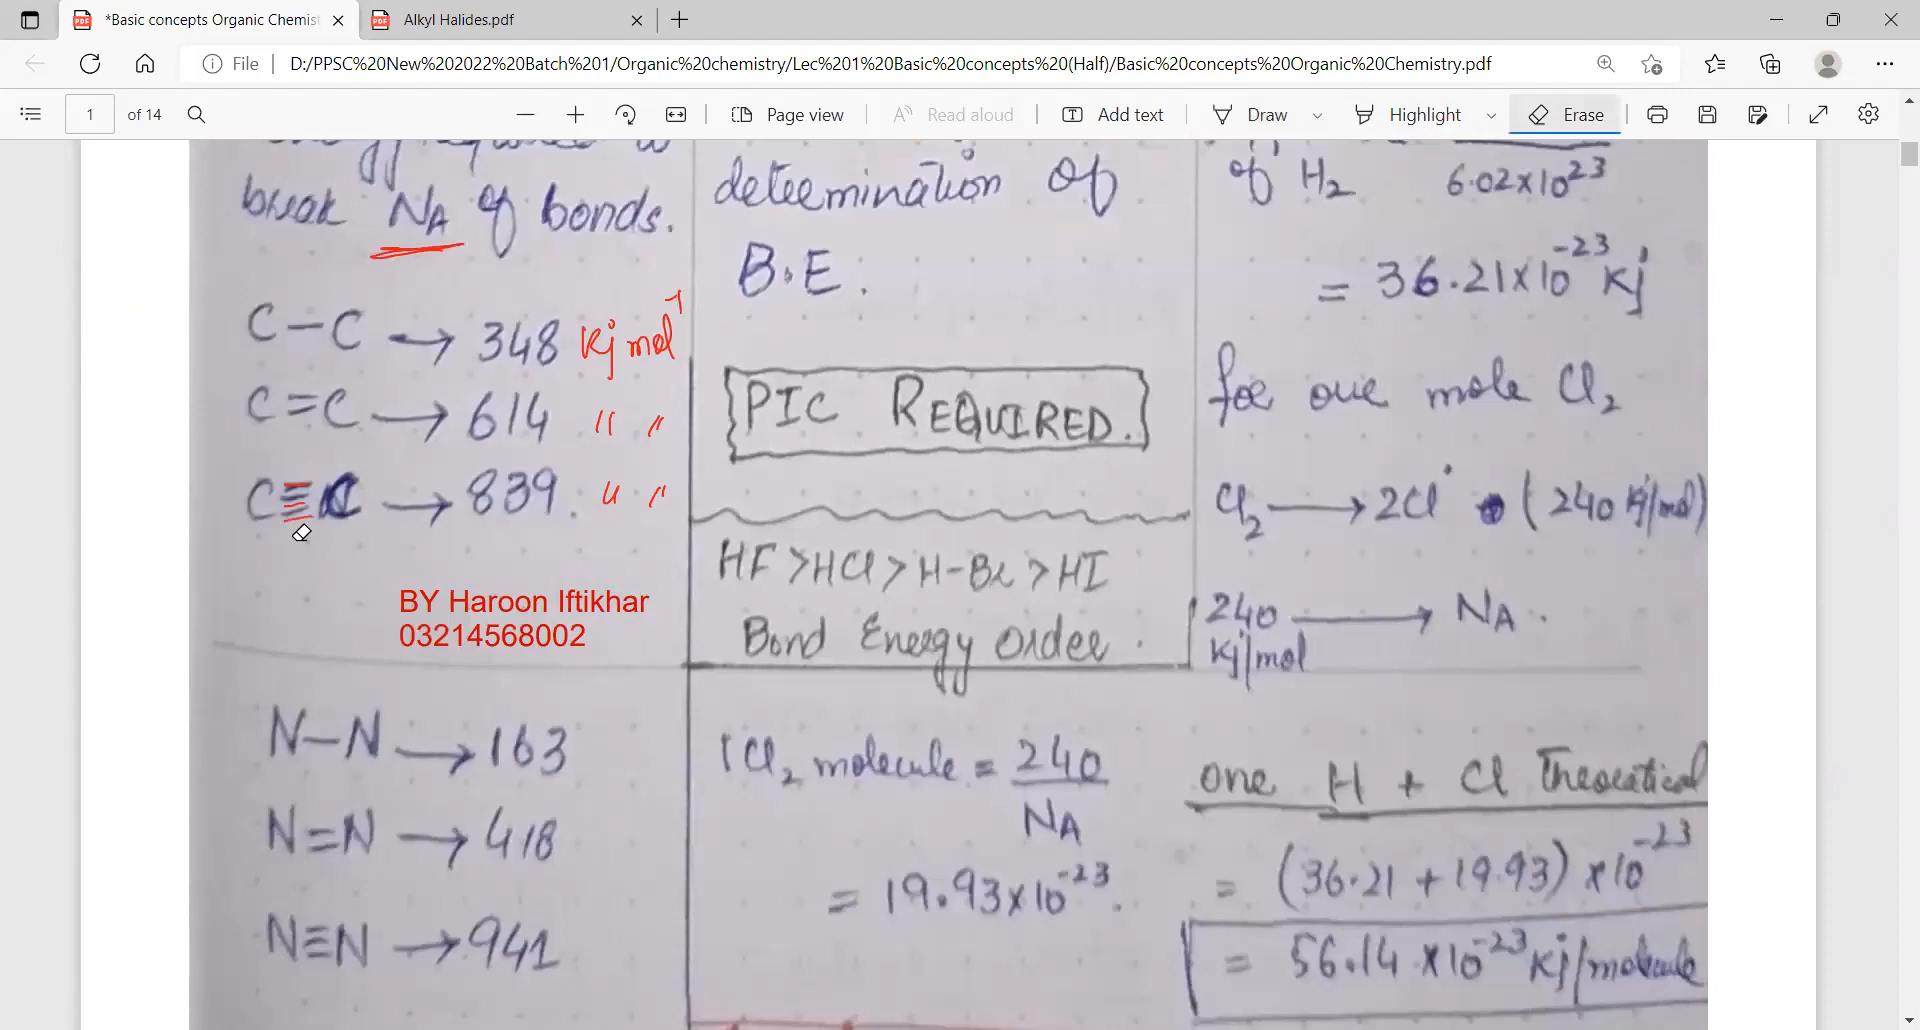 *Basic concepts Organic Chemist
Alkyl Halides.pdf
File
D:/PPSC%20New%202022%20Batch%201/Organic%20chemistry/Lec%201%20Basic%20concepts%20(Half)/Basic%20concepts%20Organic%20Chemistry.pdf
1 of 14
Page view
Read aloud
Add text
Draw
Highlight
Erase
break NA of bonds.
C–C → 348 Kj mol⁻¹
C=C → 614 " "
C≡C → 839. " "
BY Haroon Iftikhar
03214568002
N–N → 163
N=N → 418
N≡N → 941
determination of
B.E.
PIC REQUIRED.
HF > HCl > H–Br > HI
Bond Energy Order.
1 Cl₂ molecule = 240
NA
= 19.93×10⁻²³.
of H₂ 6.02×10²³
= 36.21×10⁻²³ Kj
for one mole Cl₂
Cl₂ → 2Cl• (240 Kj/mol)
240 → NA.
Kj/mol
one H + Cl Theoretical
= (36.21 + 19.93) ×10⁻²³
= 56.14 ×10⁻²³ Kj/molecule